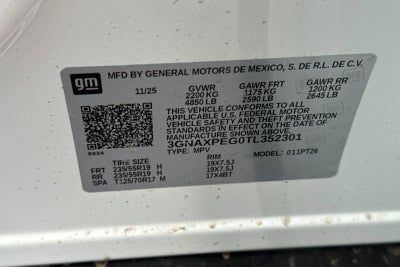 gm
MFD BY GENERAL MOTORS DE MEXICO, S. DE R.L. DE C.V.
11/25 GVWR GAWR FRT GAWR RR
2200 KG 1175 KG 1200 KG
4850 LB 2590 LB 2645 LB
THIS VEHICLE CONFORMS TO ALL
APPLICABLE U.S. FEDERAL MOTOR
VEHICLE SAFETY AND THEFT PREVENTION
STANDARDS IN EFFECT ON THE DATE OF
MANUFACTURE SHOWN ABOVE.
3GNAXPEG0TL352301
TYPE: MPV MODEL: 011PT26
TIRE SIZE RIM
FRT 235/55R19 H 19X7.5J
RR 235/55R19 H 19X7.5J
SPA T125/70R17 M 17X4BT